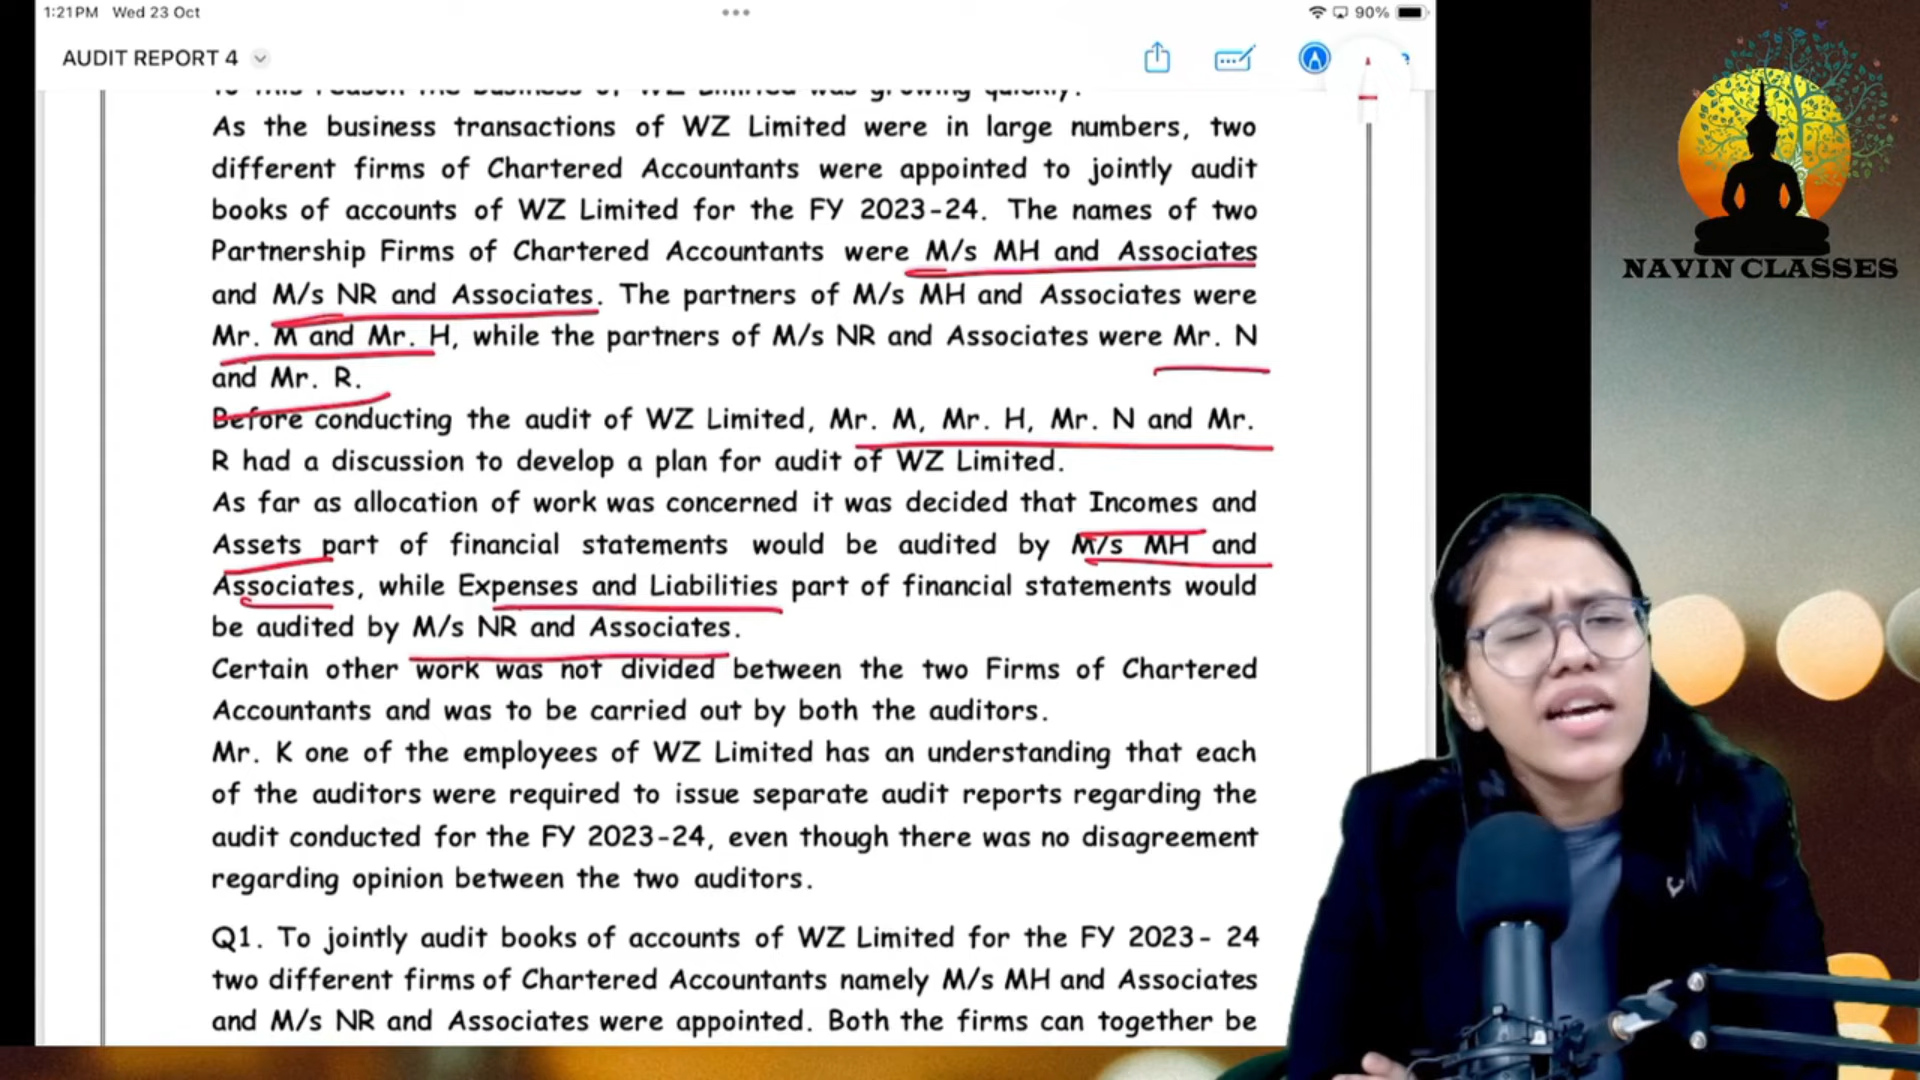 1:21 PM Wed 23 Oct
90%
AUDIT REPORT 4
To this reason the business of WZ Limited was growing quickly.
As the business transactions of WZ Limited were in large numbers, two
different firms of Chartered Accountants were appointed to jointly audit
books of accounts of WZ Limited for the FY 2023-24. The names of two
Partnership Firms of Chartered Accountants were M/s MH and Associates
and M/s NR and Associates. The partners of M/s MH and Associates were
Mr. M and Mr. H, while the partners of M/s NR and Associates were Mr. N
and Mr. R.
Before conducting the audit of WZ Limited, Mr. M, Mr. H, Mr. N and Mr.
R had a discussion to develop a plan for audit of WZ Limited.
As far as allocation of work was concerned it was decided that Incomes and
Assets part of financial statements would be audited by M/s MH and
Associates, while Expenses and Liabilities part of financial statements would
be audited by M/s NR and Associates.
Certain other work was not divided between the two Firms of Chartered
Accountants and was to be carried out by both the auditors.
Mr. K one of the employees of WZ Limited has an understanding that each
of the auditors were required to issue separate audit reports regarding the
audit conducted for the FY 2023-24, even though there was no disagreement
regarding opinion between the two auditors.
Q1. To jointly audit books of accounts of WZ Limited for the FY 2023- 24
two different firms of Chartered Accountants namely M/s MH and Associates
and M/s NR and Associates were appointed. Both the firms can together be
NAVIN CLASSES